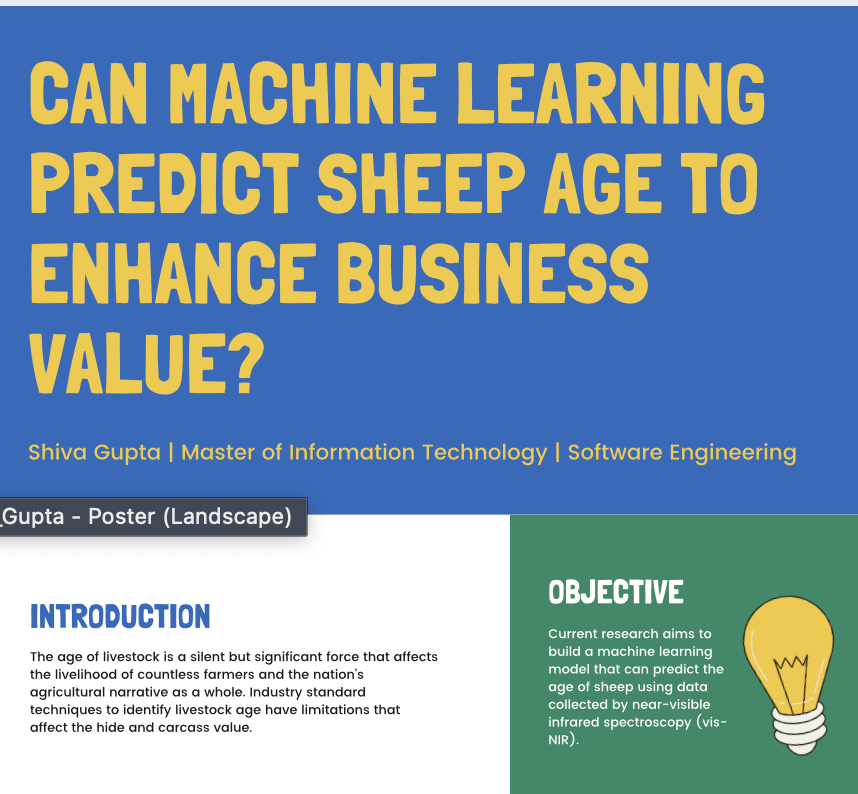 CAN MACHINE LEARNING
PREDICT SHEEP AGE TO
ENHANCE BUSINESS
VALUE?
Shiva Gupta | Master of Information Technology | Software Engineering
_Gupta - Poster (Landscape)
INTRODUCTION
The age of livestock is a silent but significant force that affects
the livelihood of countless farmers and the nation's
agricultural narrative as a whole. Industry standard
techniques to identify livestock age have limitations that
affect the hide and carcass value.
OBJECTIVE
Current research aims to
build a machine learning
model that can predict the
age of sheep using data
collected by near-visible
infrared spectroscopy (vis-
NIR).